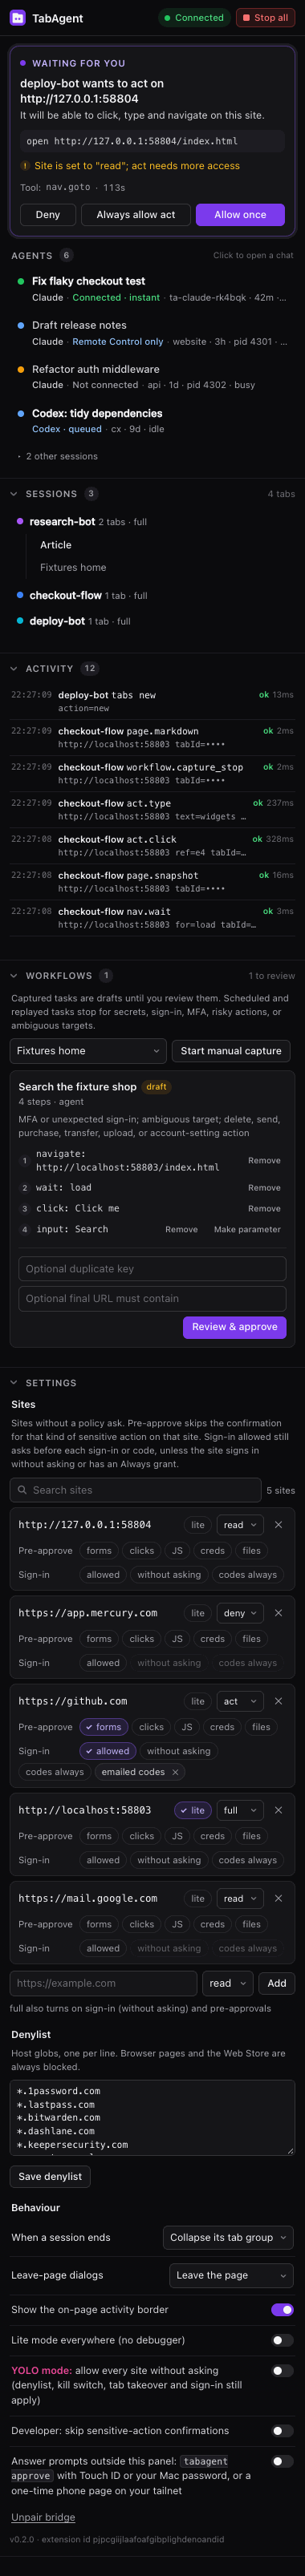 TabAgent
Connected
Stop all
WAITING FOR YOU
deploy-bot wants to act on
http://127.0.0.1:58804
It will be able to click, type and navigate on this site.
open http://127.0.0.1:58804/index.html
! Site is set to "read"; act needs more access
Tool: nav.goto · 113s
Deny
Always allow act
Allow once
AGENTS 6
Click to open a chat
Fix flaky checkout test
Claude · Connected · instant · ta-claude-rk4bqk · 42m ·…
Draft release notes
Claude · Remote Control only · website · 3h · pid 4301 · …
Refactor auth middleware
Claude · Not connected · api · 1d · pid 4302 · busy
Codex: tidy dependencies
Codex · queued · cx · 9d · idle
2 other sessions
SESSIONS 3
4 tabs
research-bot 2 tabs · full
Article
Fixtures home
checkout-flow 1 tab · full
deploy-bot 1 tab · full
ACTIVITY 12
22:27:09 deploy-bot tabs new ok 13ms
action=new
22:27:09 checkout-flow page.markdown ok 2ms
http://localhost:58803 tabId=••••
22:27:09 checkout-flow workflow.capture_stop ok 2ms
http://localhost:58803 tabId=••••
22:27:09 checkout-flow act.type ok 237ms
http://localhost:58803 text=widgets …
22:27:08 checkout-flow act.click ok 328ms
http://localhost:58803 ref=e4 tabId=…
22:27:08 checkout-flow page.snapshot ok 16ms
http://localhost:58803 tabId=••••
22:27:08 checkout-flow nav.wait ok 3ms
http://localhost:58803 for=load tabId=…
WORKFLOWS 1
1 to review
Captured tasks are drafts until you review them. Scheduled and
replayed tasks stop for secrets, sign-in, MFA, risky actions, or
ambiguous targets.
Fixtures home
Start manual capture
Search the fixture shop draft
4 steps · agent
MFA or unexpected sign-in; ambiguous target; delete, send,
purchase, transfer, upload, or account-setting action
1 navigate:
http://localhost:58803/index.html
Remove
2 wait: load Remove
3 click: Click me Remove
4 input: Search Remove Make parameter
Optional duplicate key
Optional final URL must contain
Review & approve
SETTINGS
Sites
Sites without a policy ask. Pre-approve skips the confirmation
for that kind of sensitive action on that site. Sign-in allowed still
asks before each sign-in or code, unless the site signs in
without asking or has an Always grant.
Search sites
5 sites
http://127.0.0.1:58804 lite read
Pre-approve forms clicks JS creds files
Sign-in allowed without asking codes always
https://app.mercury.com lite deny
Pre-approve forms clicks JS creds files
Sign-in allowed without asking codes always
https://github.com lite act
Pre-approve forms clicks JS creds files
Sign-in allowed without asking
codes always emailed codes
http://localhost:58803 lite full
Pre-approve forms clicks JS creds files
Sign-in allowed without asking codes always
https://mail.google.com lite read
Pre-approve forms clicks JS creds files
Sign-in allowed without asking codes always
https://example.com read Add
full also turns on sign-in (without asking) and pre-approvals
Denylist
Host globs, one per line. Browser pages and the Web Store are
always blocked.
*.1password.com
*.lastpass.com
*.bitwarden.com
*.dashlane.com
*.keepersecurity.com
Save denylist
Behaviour
When a session ends Collapse its tab group
Leave-page dialogs Leave the page
Show the on-page activity border
Lite mode everywhere (no debugger)
YOLO mode: allow every site without asking
(denylist, kill switch, tab takeover and sign-in still
apply)
Developer: skip sensitive-action confirmations
Answer prompts outside this panel: tabagent
approve with Touch ID or your Mac password, or a
one-time phone page on your tailnet
Unpair bridge
v0.2.0 · extension id pjpcgiijlaafoafgibplighdenoandid